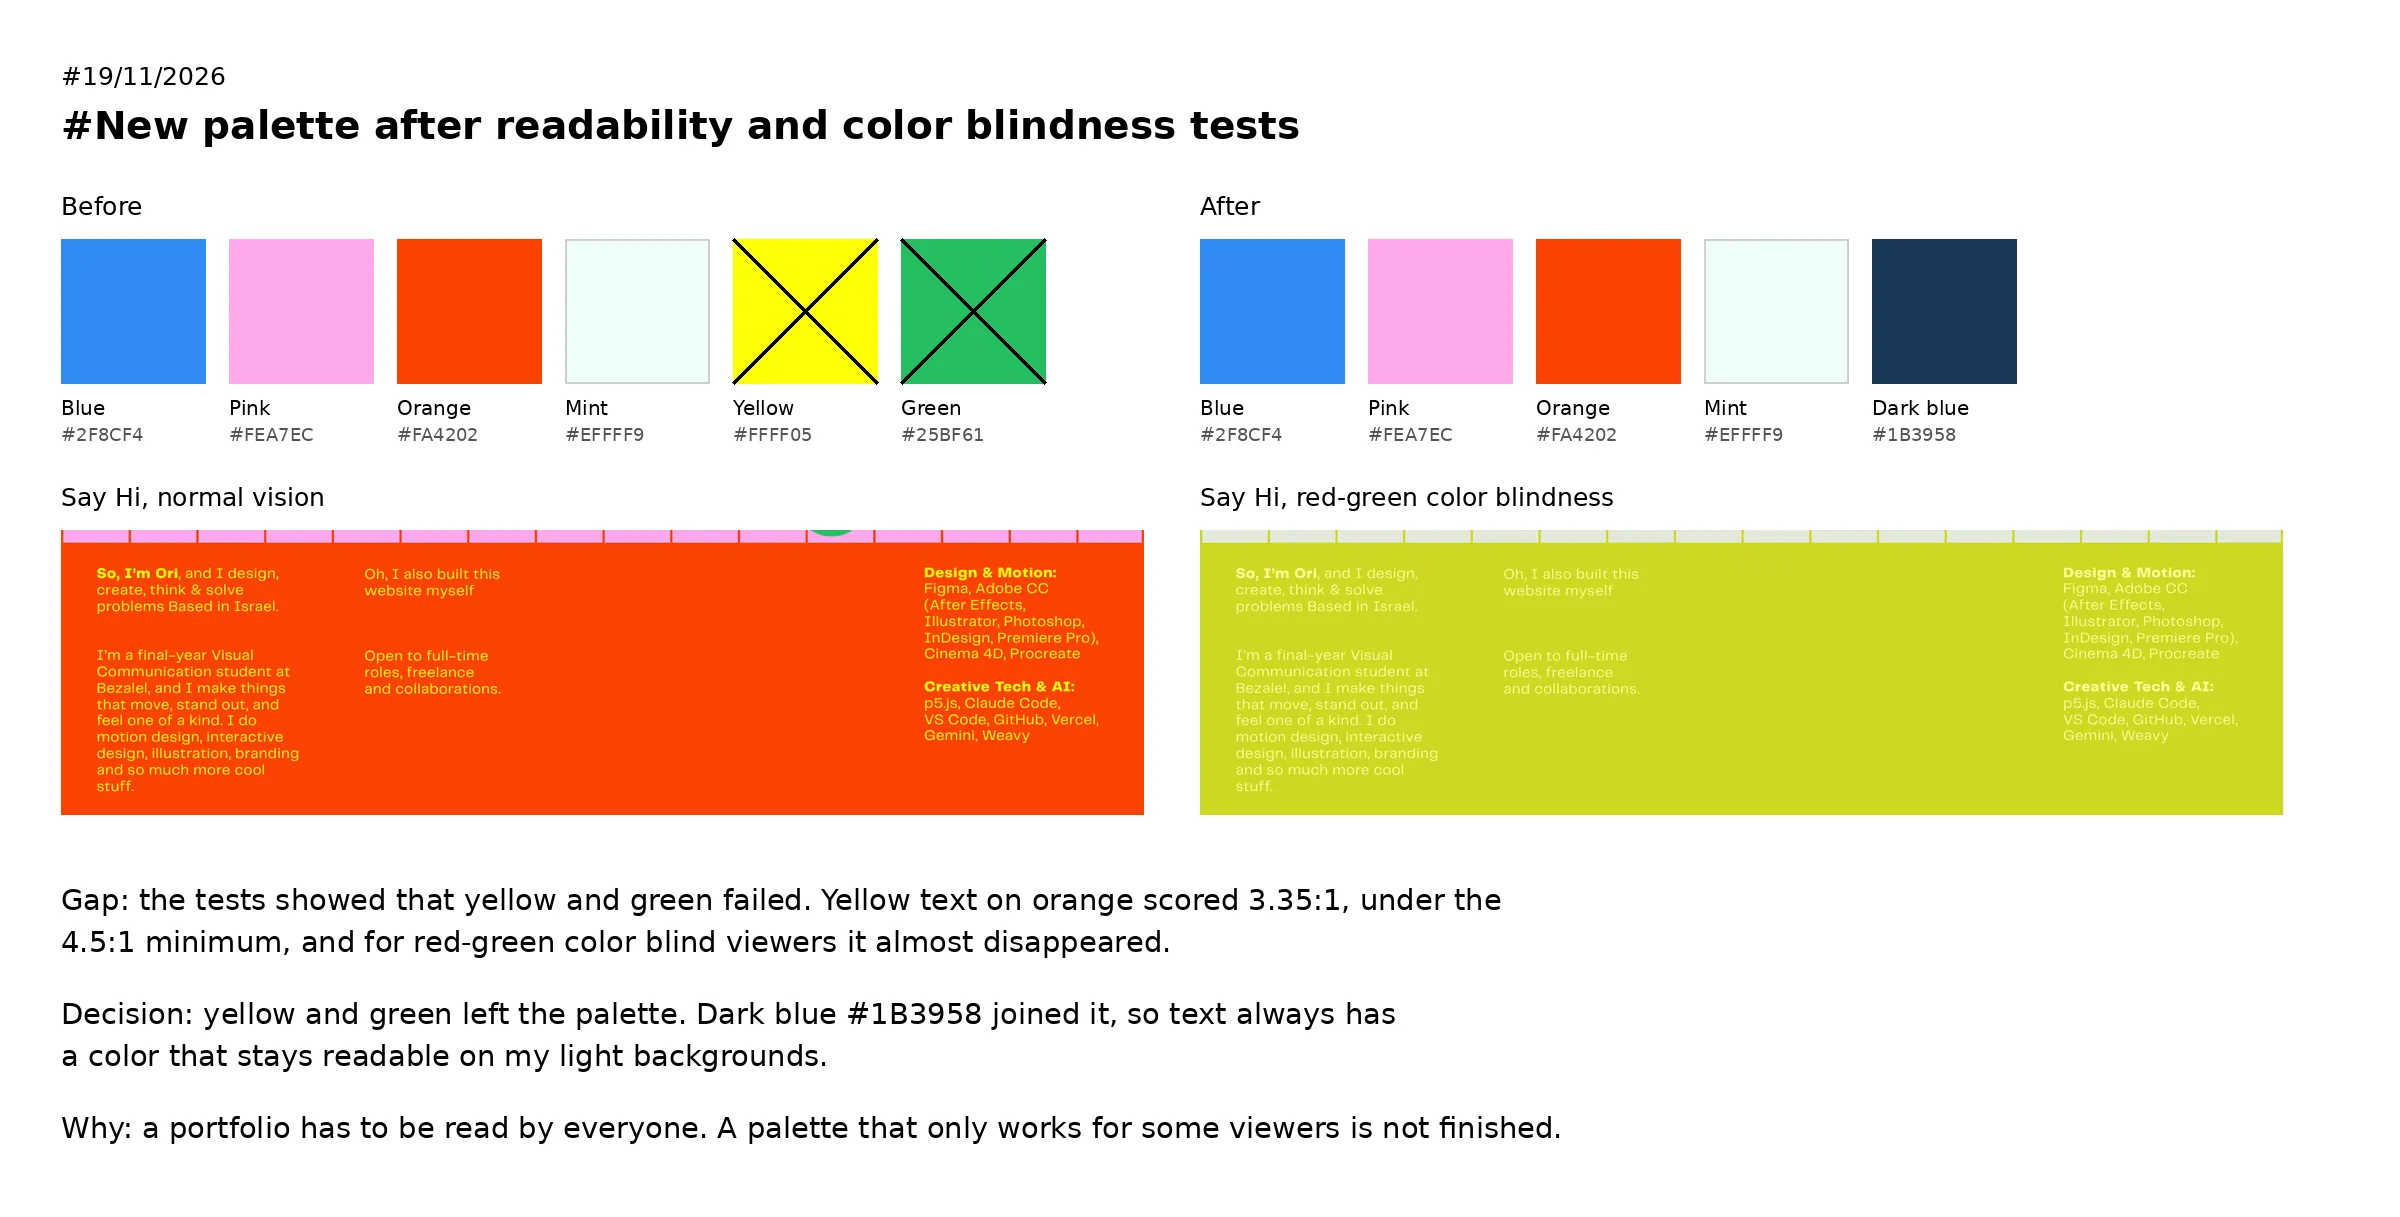 #19/11/2026
#New palette after readability and color blindness tests
Before
Blue
#2F8CF4
Pink
#FEA7EC
Orange
#FA4202
Mint
#EFFFF9
Yellow
#FFFF05
Green
#25BF61
After
Blue
#2F8CF4
Pink
#FEA7EC
Orange
#FA4202
Mint
#EFFFF9
Dark blue
#1B3958
Say Hi, normal vision
So, I'm Ori, and I design,
create, think & solve
problems Based in Israel.
I'm a final-year Visual
Communication student at
Bezalel, and I make things
that move, stand out, and
feel one of a kind. I do
motion design, interactive
design, illustration, branding
and so much more cool
stuff.
Oh, I also built this
website myself
Open to full-time
roles, freelance
and collaborations.
Design & Motion:
Figma, Adobe CC
(After Effects,
Illustrator, Photoshop,
InDesign, Premiere Pro),
Cinema 4D, Procreate
Creative Tech & AI:
p5.js, Claude Code,
VS Code, GitHub, Vercel,
Gemini, Weavy
Say Hi, red-green color blindness
So, I'm Ori, and I design,
create, think & solve
problems Based in Israel.
I'm a final-year Visual
Communication student at
Bezalel, and I make things
that move, stand out, and
feel one of a kind. I do
motion design, interactive
design, illustration, branding
and so much more cool
stuff.
Oh, I also built this
website myself
Open to full-time
roles, freelance
and collaborations.
Design & Motion:
Figma, Adobe CC
(After Effects,
Illustrator, Photoshop,
InDesign, Premiere Pro),
Cinema 4D, Procreate
Creative Tech & AI:
p5.js, Claude Code,
VS Code, GitHub, Vercel,
Gemini, Weavy
Gap: the tests showed that yellow and green failed. Yellow text on orange scored 3.35:1, under the
4.5:1 minimum, and for red-green color blind viewers it almost disappeared.
Decision: yellow and green left the palette. Dark blue #1B3958 joined it, so text always has
a color that stays readable on my light backgrounds.
Why: a portfolio has to be read by everyone. A palette that only works for some viewers is not finished.